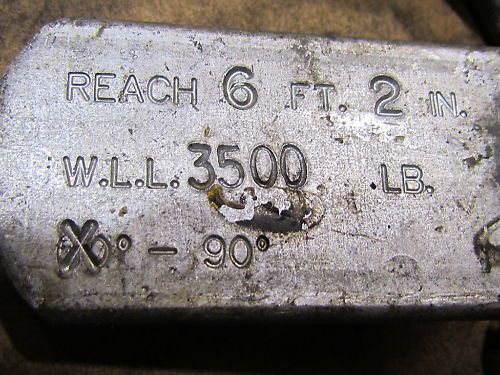 REACH 6 FT. 2 IN.
W.L.L. 3500 LB.
- 90°